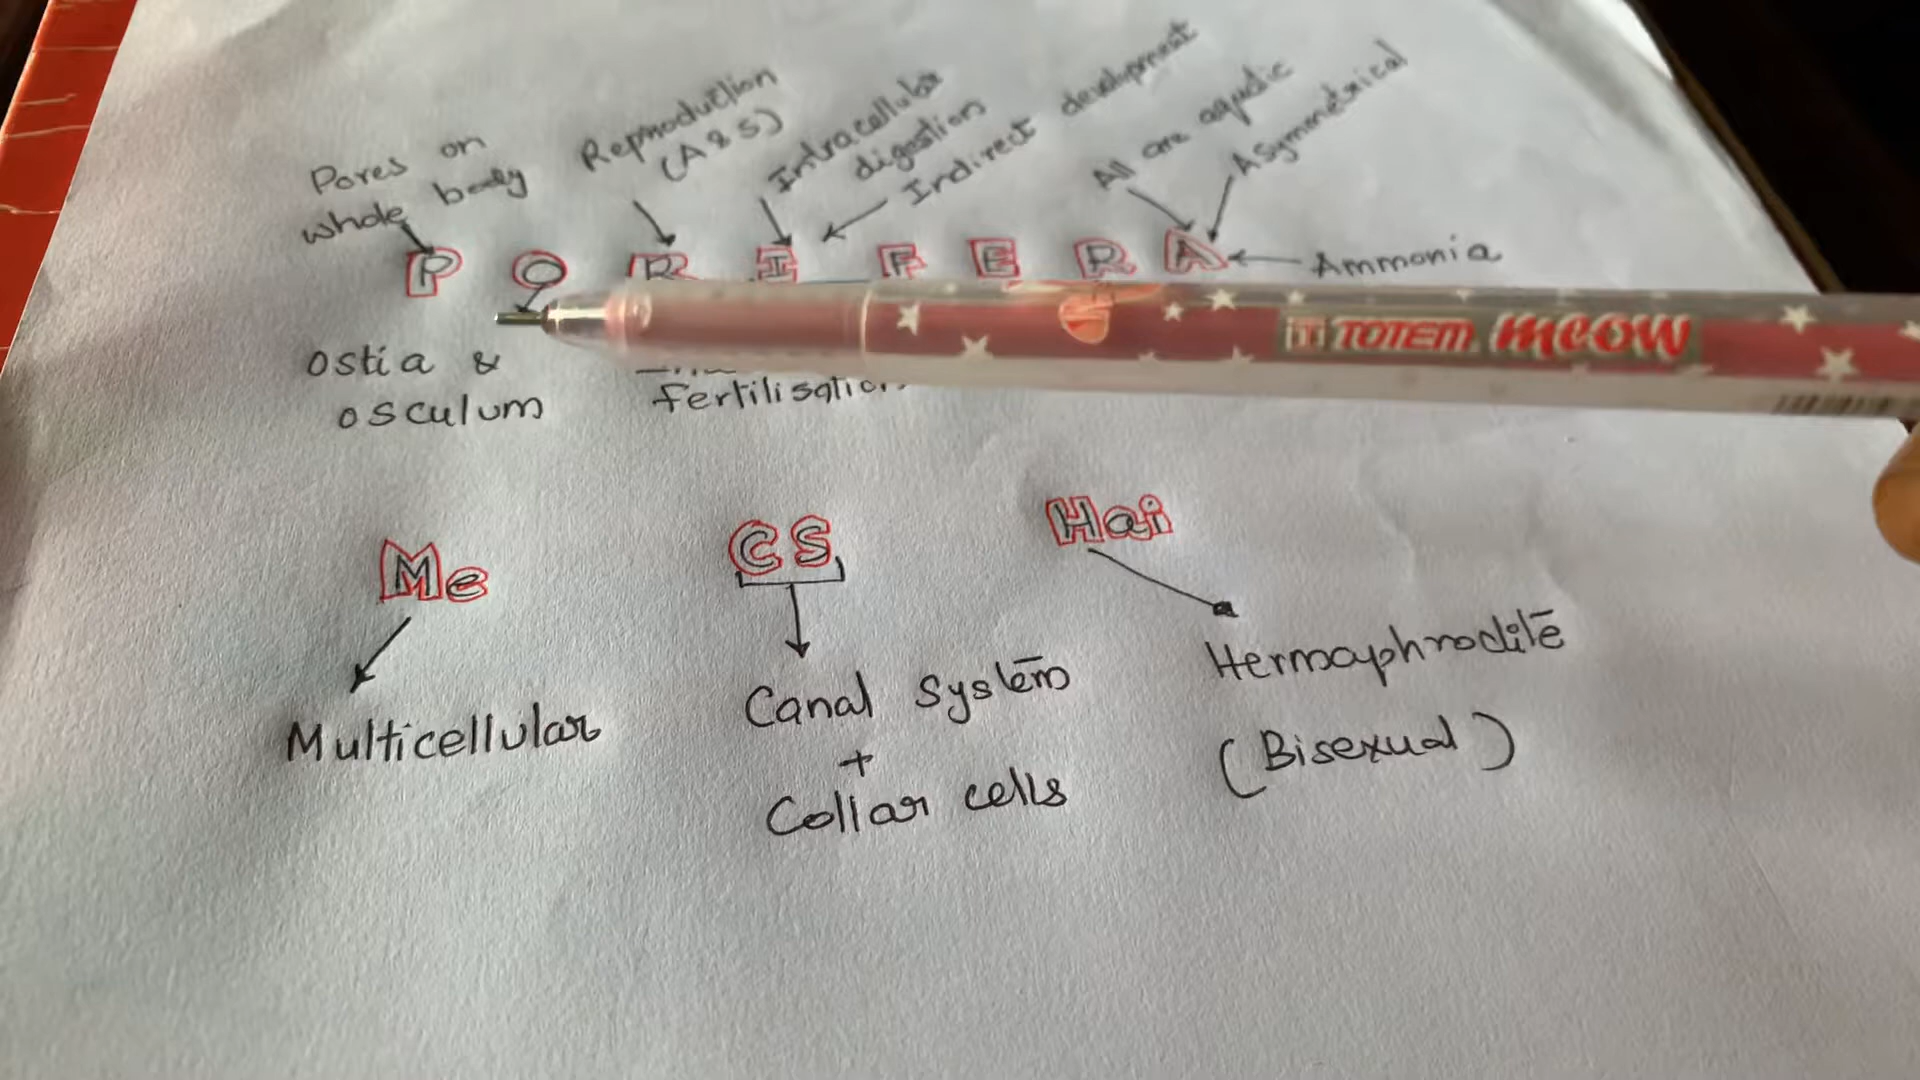 Pores on
whole body
Reproduction
(A & S)
Intracellular
digestion
Indirect development
All are aquatic
Asymmetrical
P O R I F E R A
Ammonia
TOTEM meow
Ostia &
osculum
fertilisation
Me
CS
Hai
Multicellular
Canal system
+
Collar cells
Hermaphrodite
(Bisexual)